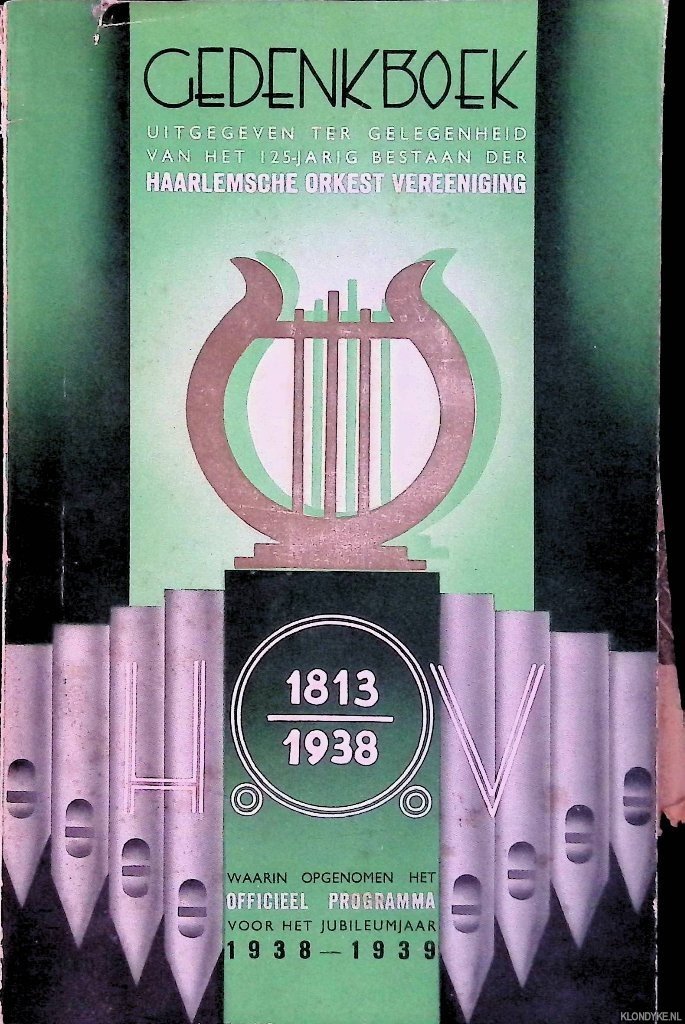 GEDENKBOEK
UITGEGEVEN TER GELEGENHEID
VAN HET 125-JARIG BESTAAN DER
HAARLEMSCHE ORKEST VEREENIGING
H O V
1813
1938
WAARIN OPGENOMEN HET
OFFICIEEL PROGRAMMA
VOOR HET JUBILEUMJAAR
1938—1939
KLONDYKE.NL